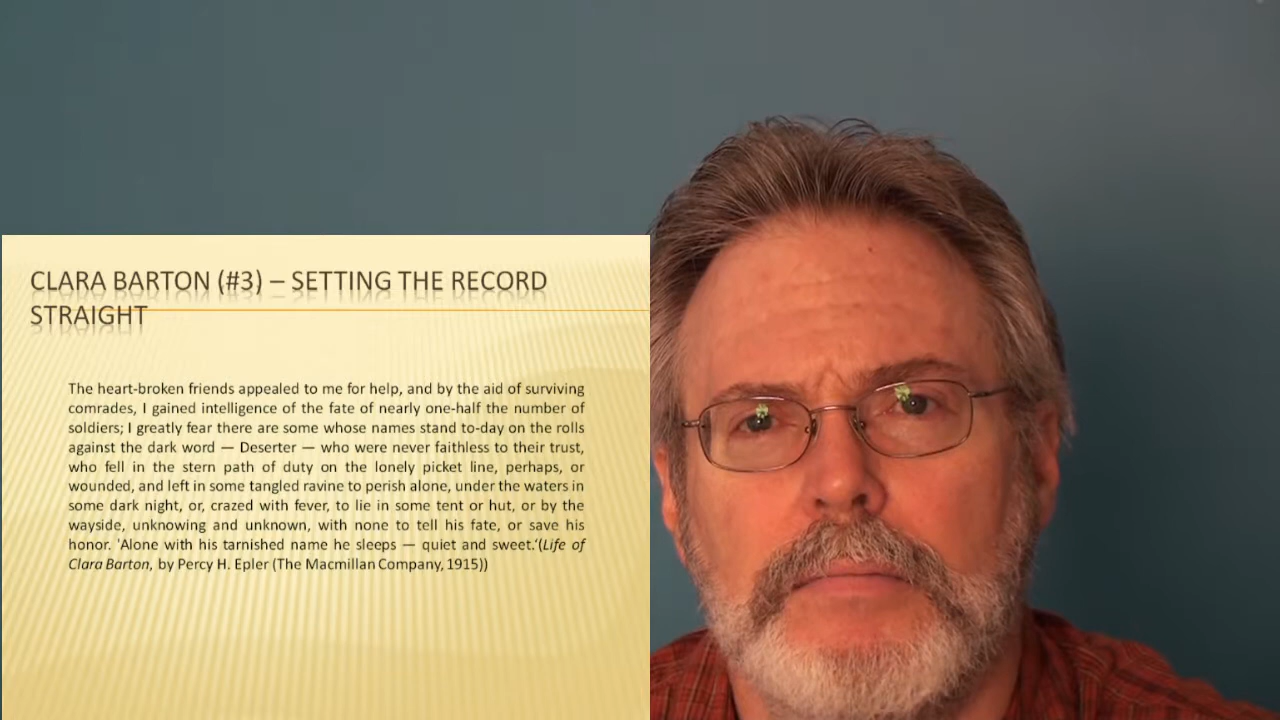 CLARA BARTON (#3) – SETTING THE RECORD
STRAIGHT
The heart-broken friends appealed to me for help, and by the aid of surviving
comrades, I gained intelligence of the fate of nearly one-half the number of
soldiers; I greatly fear there are some whose names stand to-day on the rolls
against the dark word — Deserter — who were never faithless to their trust,
who fell in the stern path of duty on the lonely picket line, perhaps, or
wounded, and left in some tangled ravine to perish alone, under the waters in
some dark night, or, crazed with fever, to lie in some tent or hut, or by the
wayside, unknowing and unknown, with none to tell his fate, or save his
honor. 'Alone with his tarnished name he sleeps — quiet and sweet.‘(Life of
Clara Barton, by Percy H. Epler (The Macmillan Company, 1915))